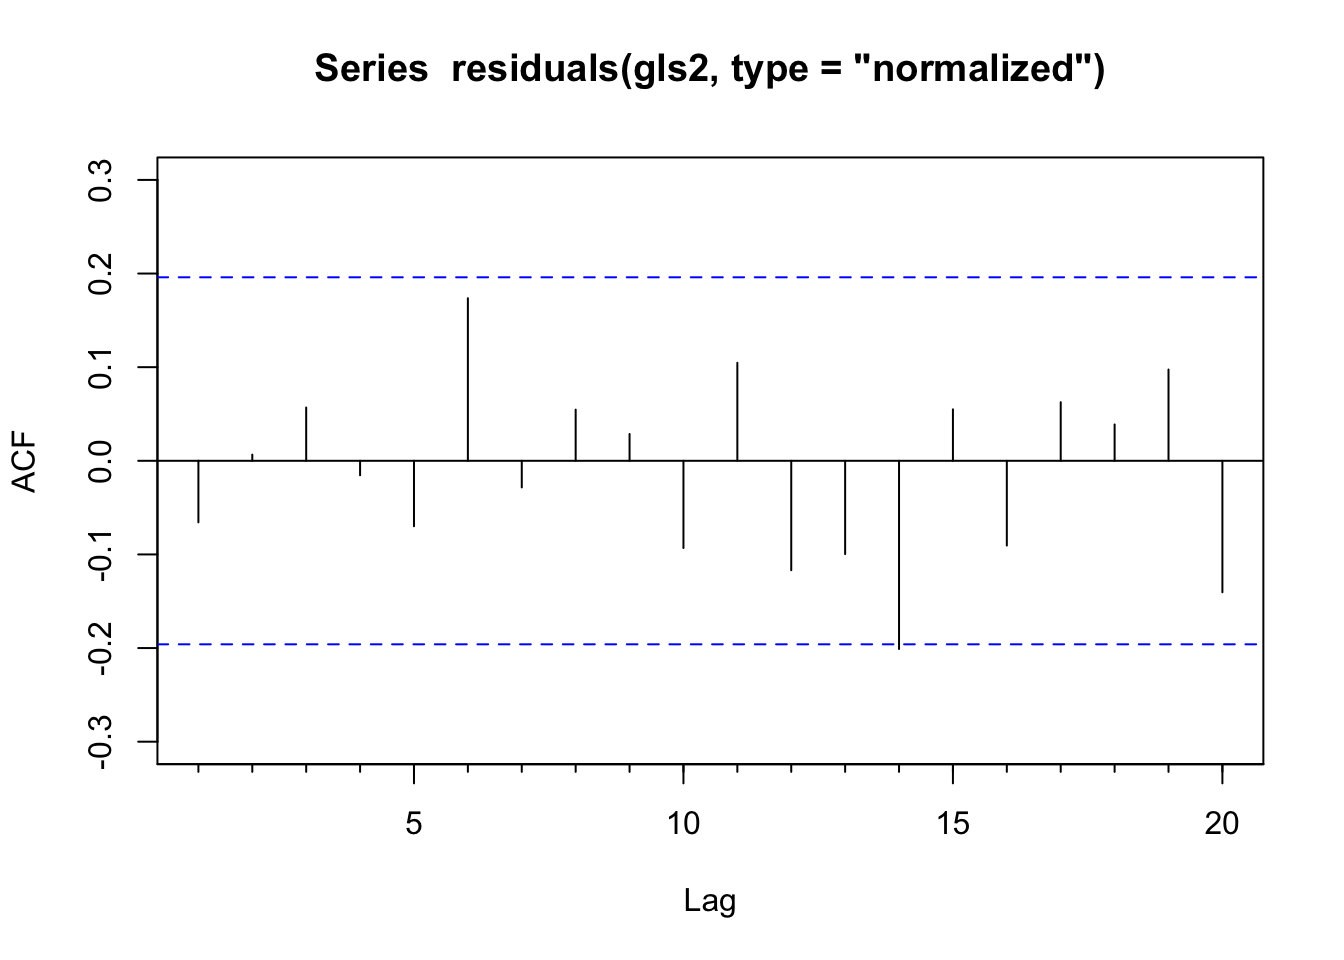 Series  residuals(gls2, type = "normalized")
0.3
0.2
0.1
0.0
-0.1
-0.2
-0.3
ACF
5 10 15 20
Lag